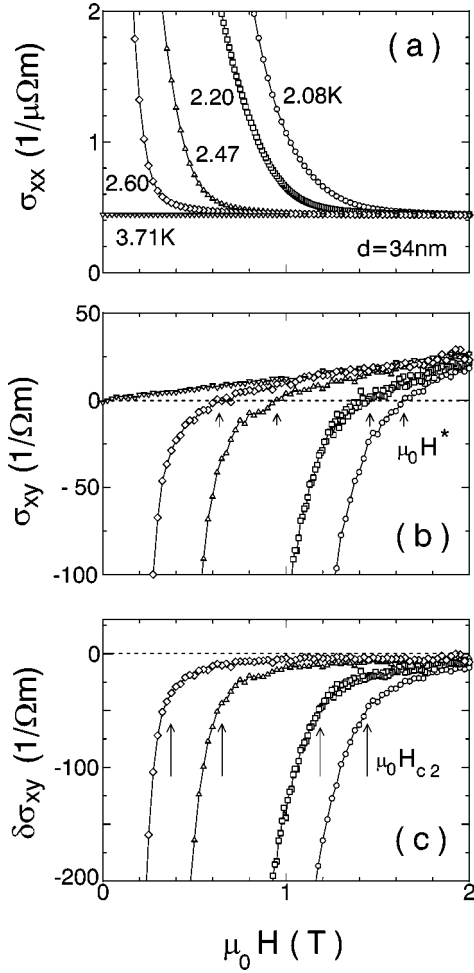 2
(a)
2.20
2.08K
σxx (1/μΩm)
1
2.47
2.60
3.71K
d=34nm
0
50
0
σxy (1/Ωm)
μ0H*
-50
(b)
-100
0
δσxy (1/Ωm)
μ0Hc2
-100
(c)
-200
0
1
2
μ0H (T)